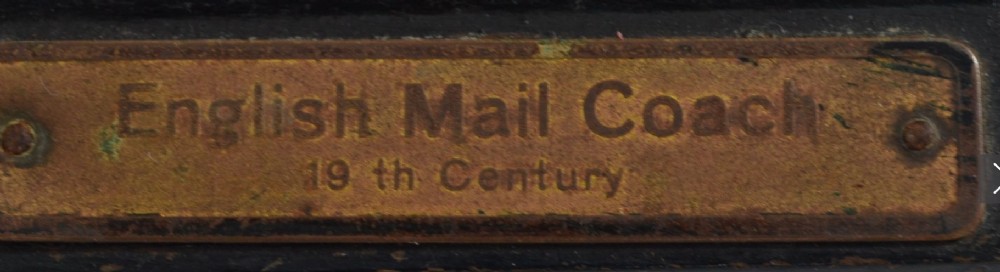 English Mail Coach
19 th Century